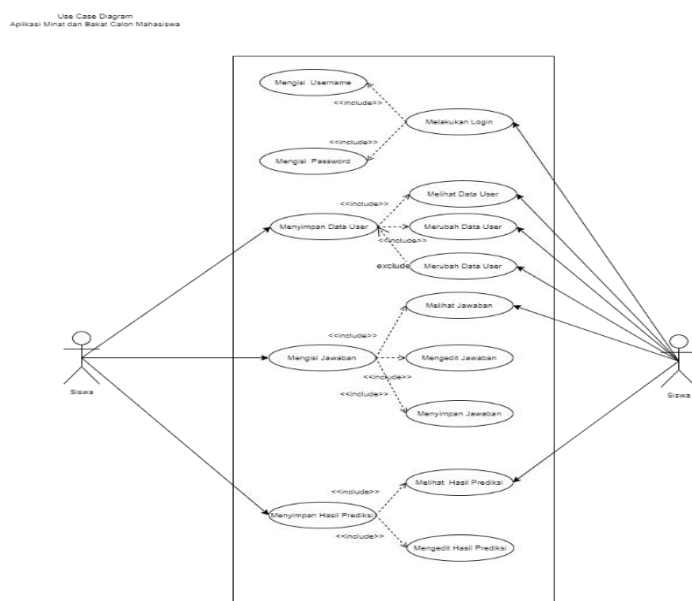 Use Case Diagram
Aplikasi Minat dan Bakat Calon Mahasiswa
Mengisi Username
<<include>>
Melakukan Login
<<include>>
Mengisi Password
Melihat Data User
<<include>>
Menyimpan Data User
Merubah Data User
<<include>>
exclude
Merubah Data User
Melihat Jawaban
<<include>>
Mengisi Jawaban
Mengedit Jawaban
<<include>>
Siswa
Siswa
<<include>>
Menyimpan Jawaban
Melihat Hasil Prediksi
<<include>>
Menyimpan Hasil Prediksi
<<include>>
Mengedit Hasil Prediksi